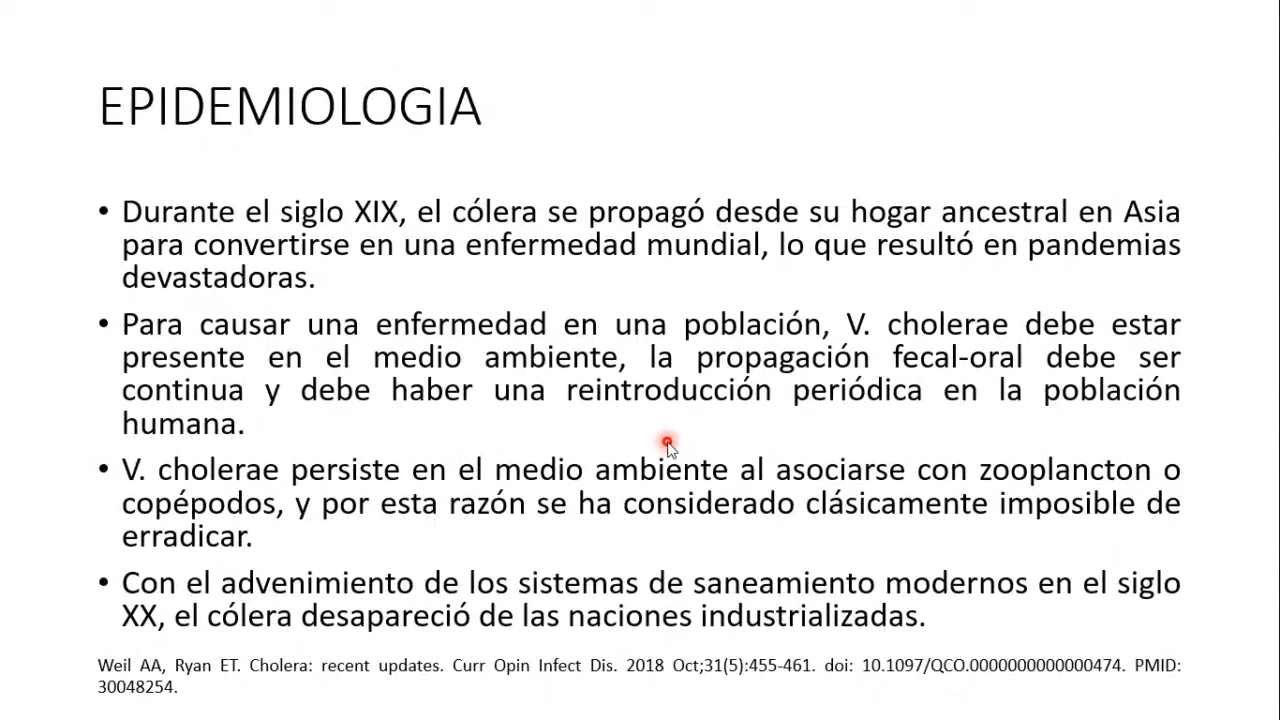 EPIDEMIOLOGIA
• Durante el siglo XIX, el cólera se propagó desde su hogar ancestral en Asia
para convertirse en una enfermedad mundial, lo que resultó en pandemias
devastadoras.
• Para causar una enfermedad en una población, V. cholerae debe estar
presente en el medio ambiente, la propagación fecal-oral debe ser
continua y debe haber una reintroducción periódica en la población
humana.
• V. cholerae persiste en el medio ambiente al asociarse con zooplancton o
copépodos, y por esta razón se ha considerado clásicamente imposible de
erradicar.
• Con el advenimiento de los sistemas de saneamiento modernos en el siglo
XX, el cólera desapareció de las naciones industrializadas.
Weil AA, Ryan ET. Cholera: recent updates. Curr Opin Infect Dis. 2018 Oct;31(5):455-461. doi: 10.1097/QCO.0000000000000474. PMID:
30048254.